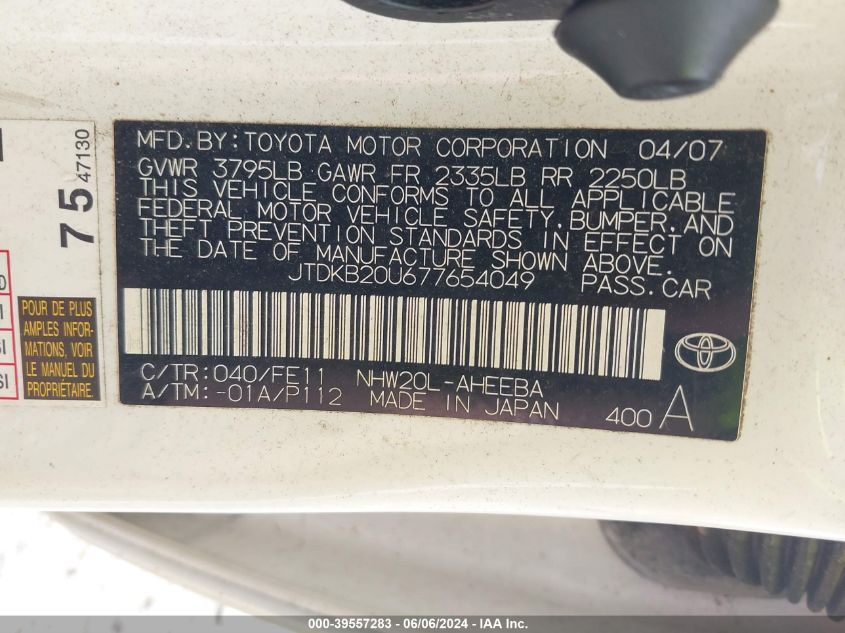 MFD. BY: TOYOTA MOTOR CORPORATION 04/07
GVWR 3795LB GAWR FR 2335LB RR 2250LB
THIS VEHICLE CONFORMS TO ALL APPLICABLE
FEDERAL MOTOR VEHICLE SAFETY, BUMPER, AND
THEFT PREVENTION STANDARDS IN EFFECT ON
THE DATE OF MANUFACTURE SHOWN ABOVE.
JTDKB20U677654049 PASS. CAR
C/TR: 040/FE11 NHW20L-AHEEBA
A/TM: -01A/P112 MADE IN JAPAN 400 A
75 47130
POUR DE PLUS
AMPLES INFOR-
MATIONS, VOIR
LE MANUEL DU
PROPRIÉTAIRE.
000-39557283 - 06/06/2024 - IAA Inc.